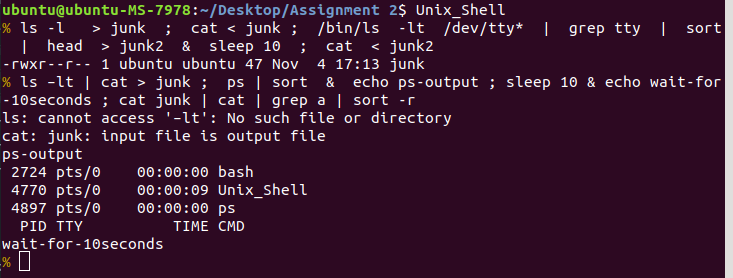 ubuntu@ubuntu-MS-7978:~/Desktop/Assignment 2$ Unix_Shell
% ls -l   > junk  ;  cat < junk ;  /bin/ls  -lt  /dev/tty*  |  grep tty  |  sort
  |  head  > junk2  &  sleep 10  ;  cat  < junk2
-rwxr--r-- 1 ubuntu ubuntu 47 Nov  4 17:13 junk
% ls –lt | cat > junk ;  ps | sort  &  echo ps-output ; sleep 10 & echo wait-for
-10seconds ; cat junk | cat | grep a | sort -r
ls: cannot access '–lt': No such file or directory
cat: junk: input file is output file
ps-output
 2724 pts/0    00:00:00 bash
 4770 pts/0    00:00:09 Unix_Shell
 4897 pts/0    00:00:00 ps
  PID TTY          TIME CMD
wait-for-10seconds
%